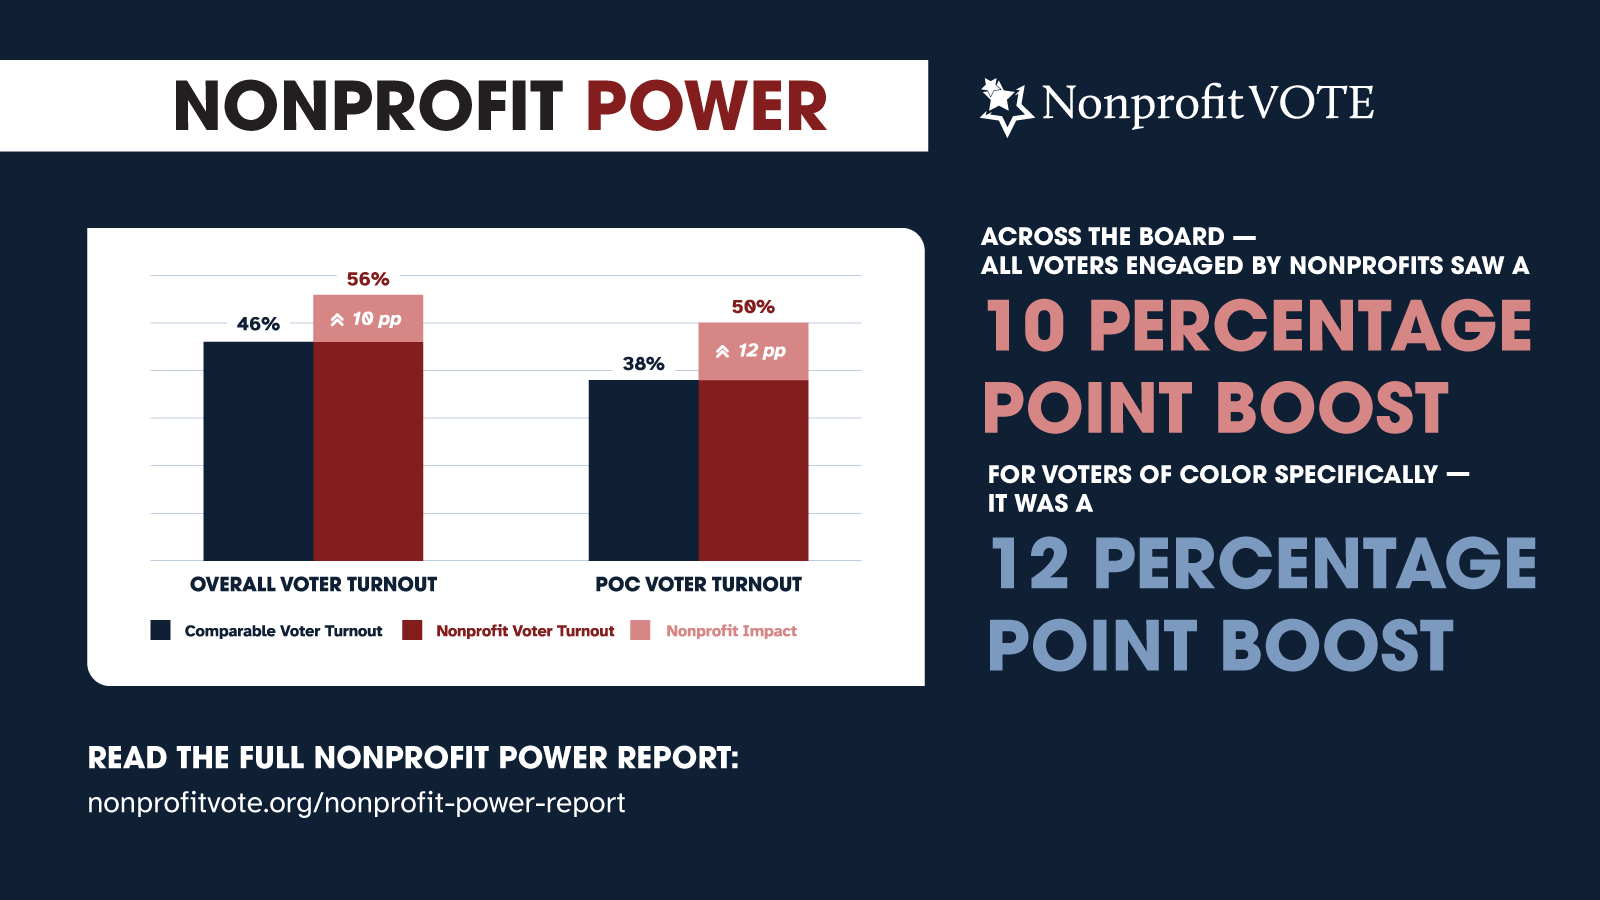 NONPROFIT POWER
NonprofitVOTE
56%
46%
10 pp
50%
38%
12 pp
OVERALL VOTER TURNOUT
POC VOTER TURNOUT
Comparable Voter Turnout
Nonprofit Voter Turnout
Nonprofit Impact
ACROSS THE BOARD —
ALL VOTERS ENGAGED BY NONPROFITS SAW A
10 PERCENTAGE
POINT BOOST
FOR VOTERS OF COLOR SPECIFICALLY —
IT WAS A
12 PERCENTAGE
POINT BOOST
READ THE FULL NONPROFIT POWER REPORT:
nonprofitvote.org/nonprofit-power-report